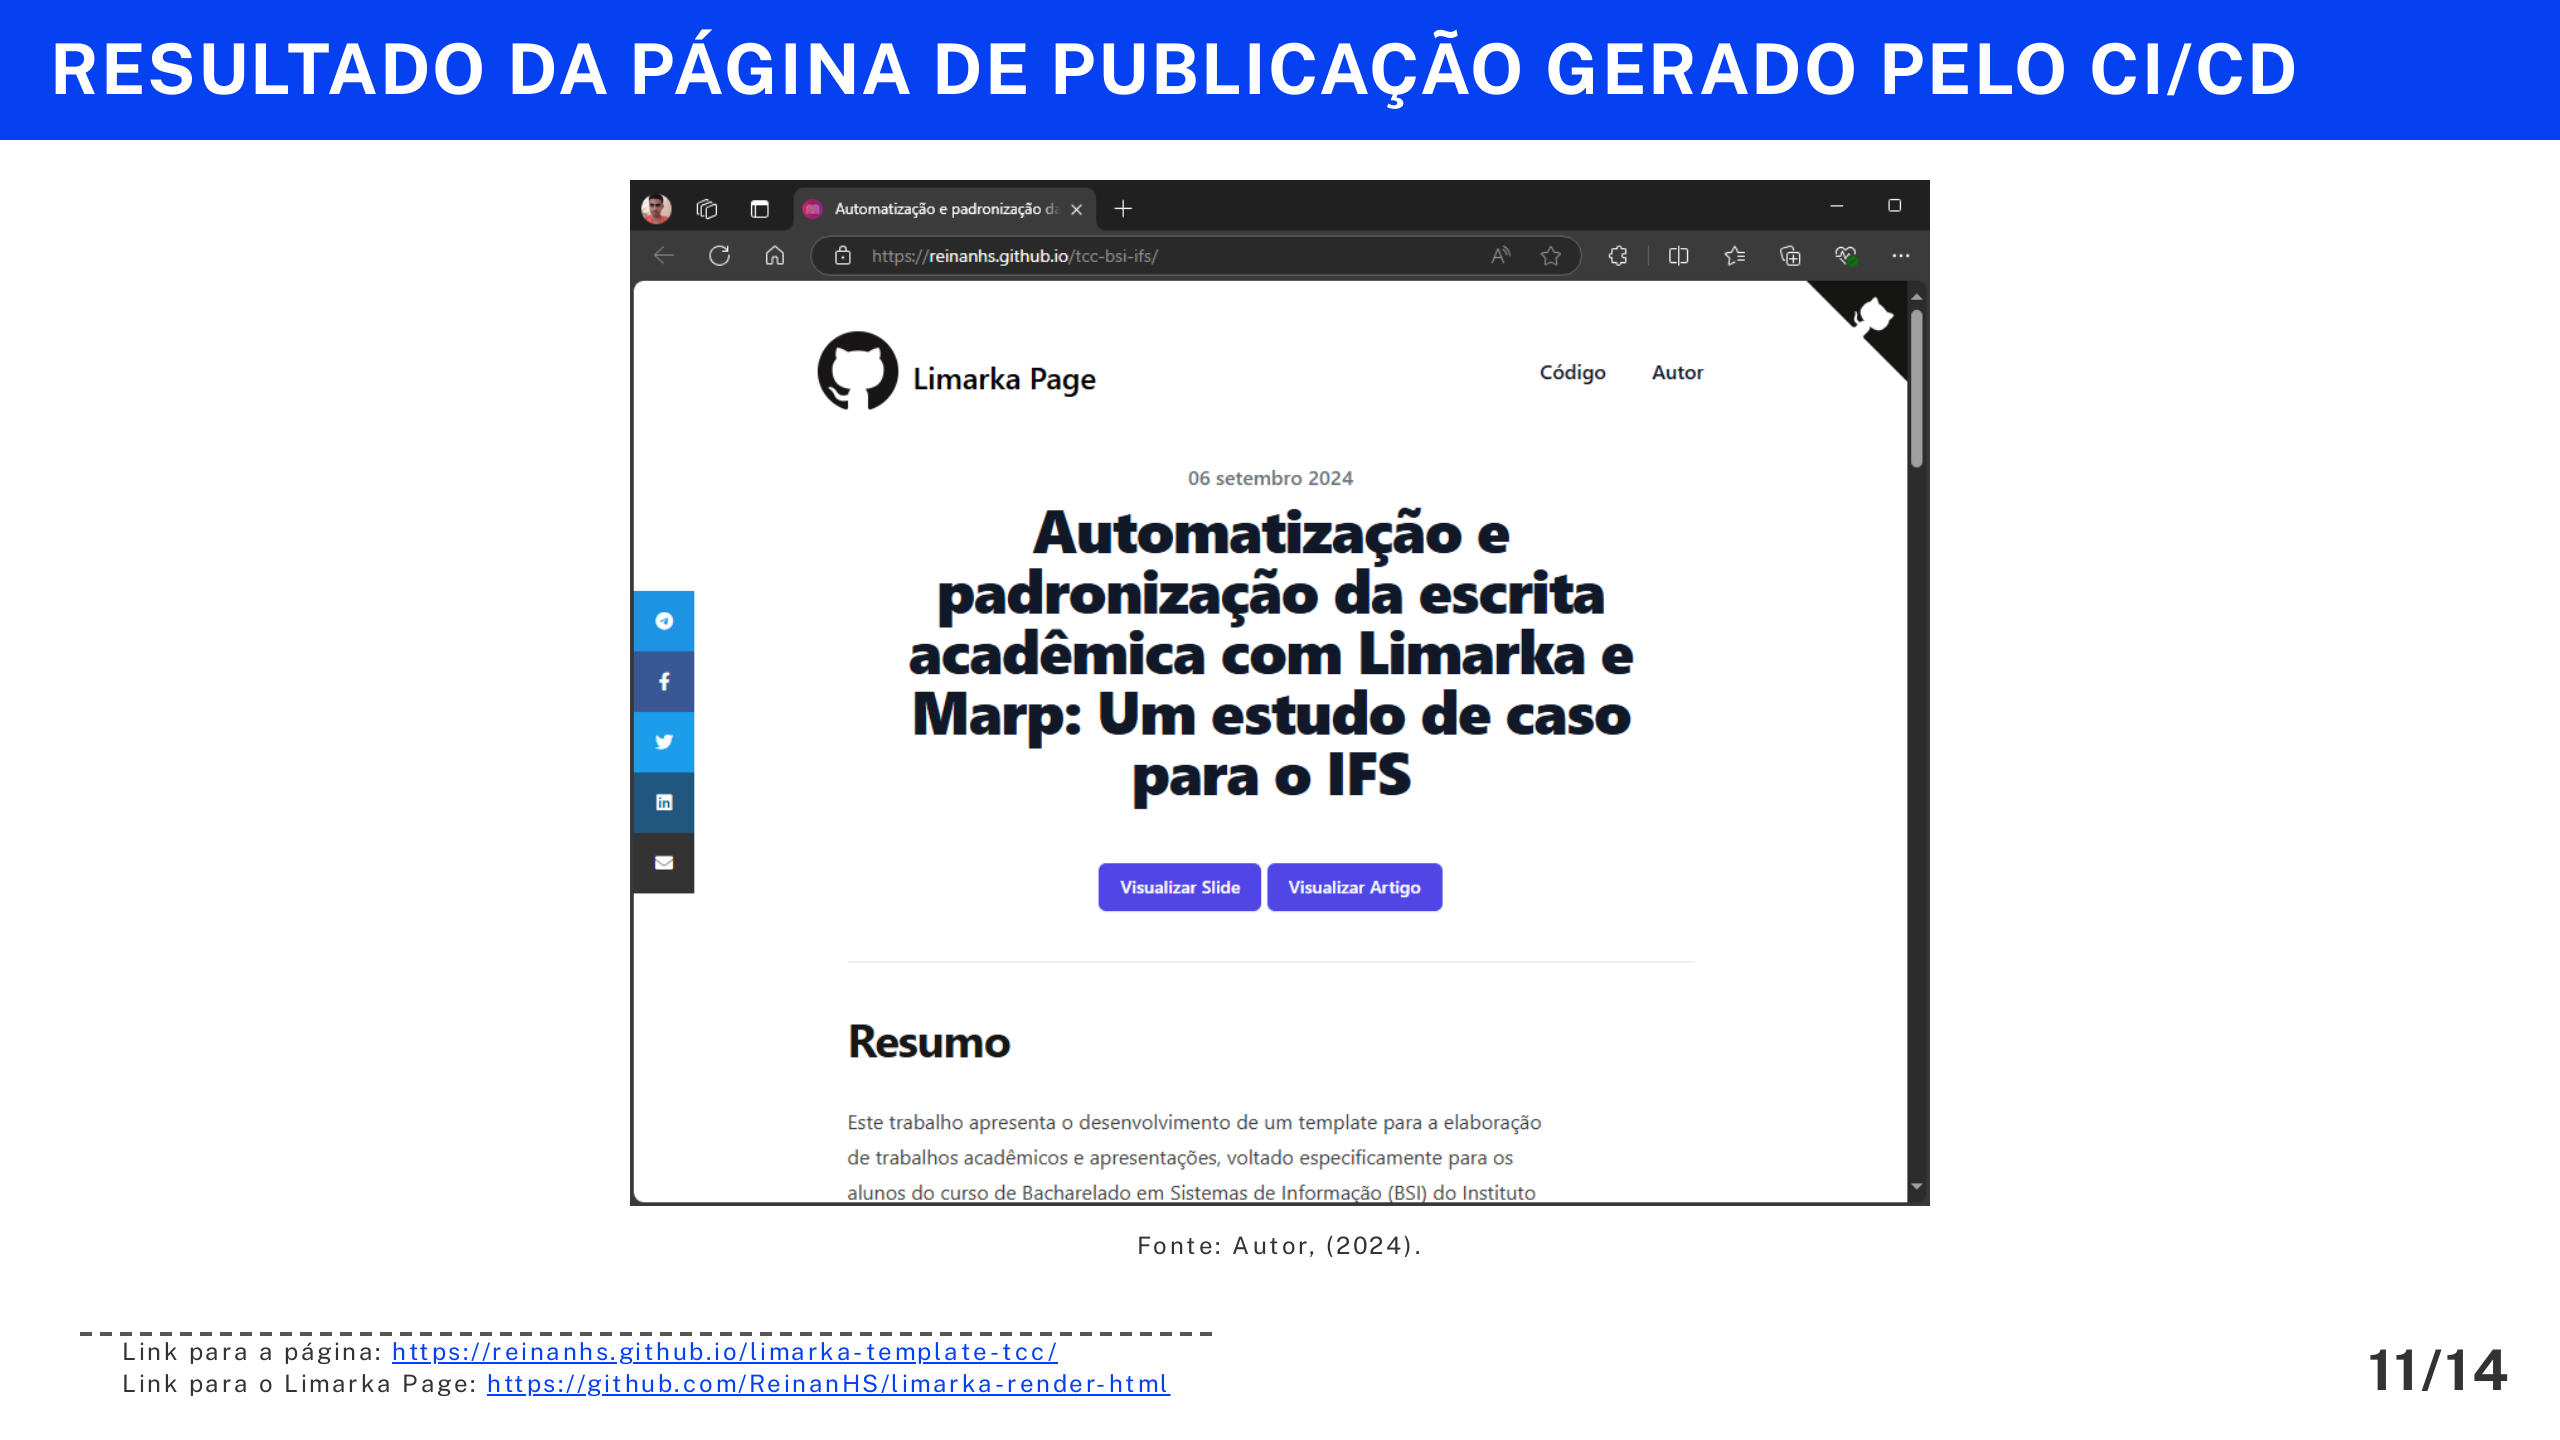 RESULTADO DA PÁGINA DE PUBLICAÇÃO GERADO PELO CI/CD
Automatização e padronização da
https://reinanhs.github.io/tcc-bsi-ifs/
Limarka Page
Código Autor
06 setembro 2024
Automatização e
padronização da escrita
acadêmica com Limarka e
Marp: Um estudo de caso
para o IFS
Visualizar Slide Visualizar Artigo
Resumo
Este trabalho apresenta o desenvolvimento de um template para a elaboração
de trabalhos acadêmicos e apresentações, voltado especificamente para os
alunos do curso de Bacharelado em Sistemas de Informação (BSI) do Instituto
Fonte: Autor, (2024).
Link para a página: https://reinanhs.github.io/limarka-template-tcc/
Link para o Limarka Page: https://github.com/ReinanHS/limarka-render-html
11/14